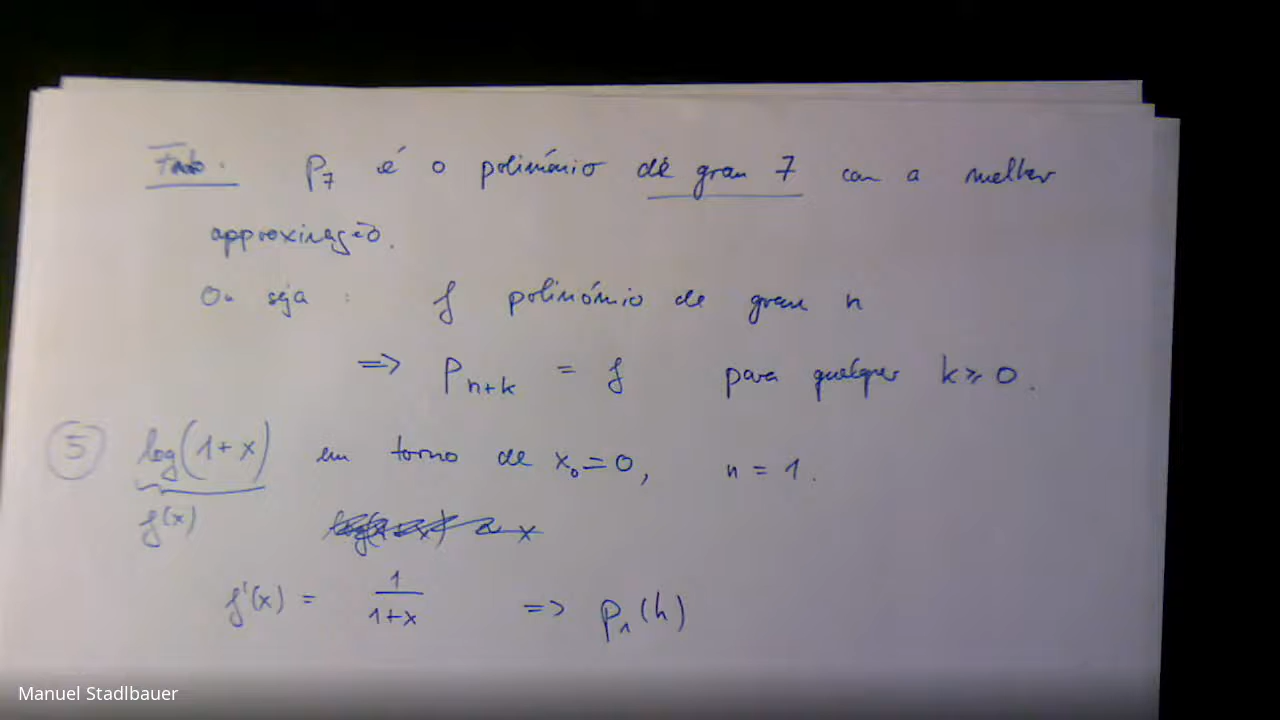 Fato. P₇ é o polinómio de grau 7 com a melhor
approximação.
Ou seja : f polinómio de grau n
=> P_{n+k} = f para qualquer k ≥ 0.
5 log(1+x) em torno de x₀ = 0, n = 1.
f(x)
f'(x) = 1/(1+x) => p₁(h)
Manuel Stadlbauer